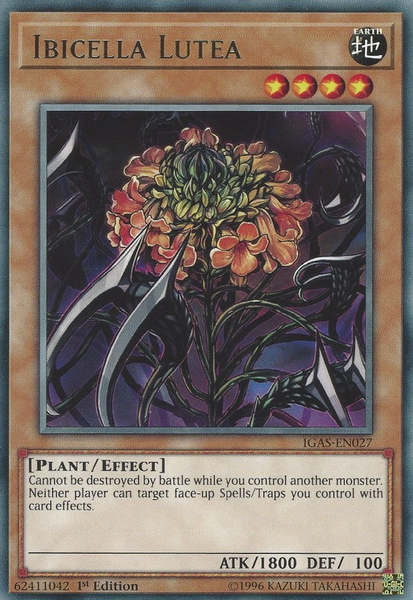 IBICELLA LUTEA
EARTH
地
IGAS-EN027
[PLANT/EFFECT]
Cannot be destroyed by battle while you control another monster.
Neither player can target face-up Spells/Traps you control with
card effects.
ATK/1800 DEF/ 100
62411042 1st Edition ©1996 KAZUKI TAKAHASHI